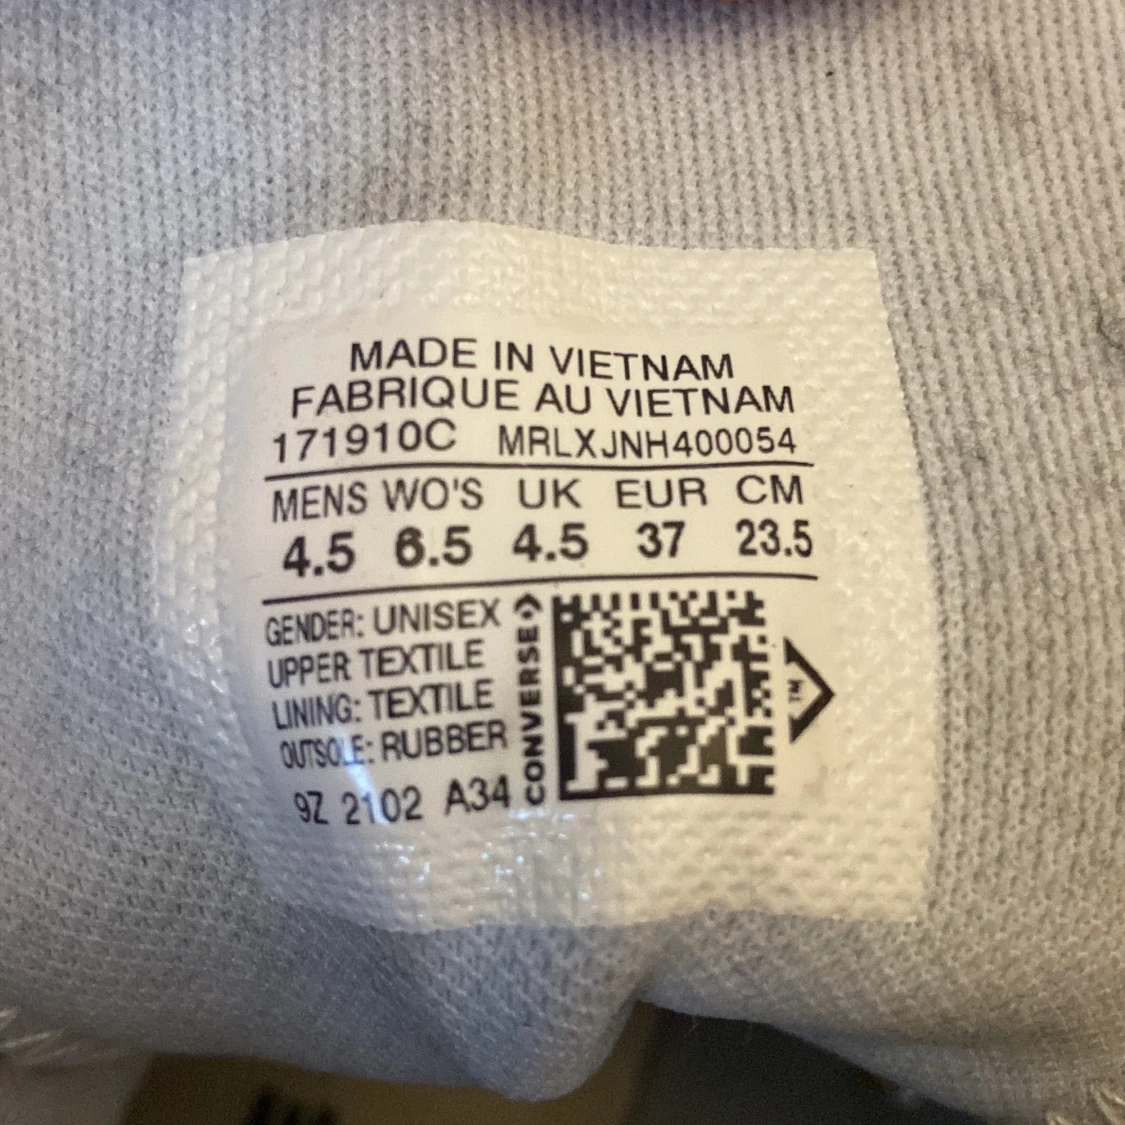 MADE IN VIETNAM
FABRIQUE AU VIETNAM
171910C MRLXJNH400054
MENS WO'S UK EUR CM
4.5 6.5 4.5 37 23.5
GENDER: UNISEX
UPPER TEXTILE
LINING: TEXTILE
OUTSOLE: RUBBER
9Z 2102 A34
CONVERSE
TM